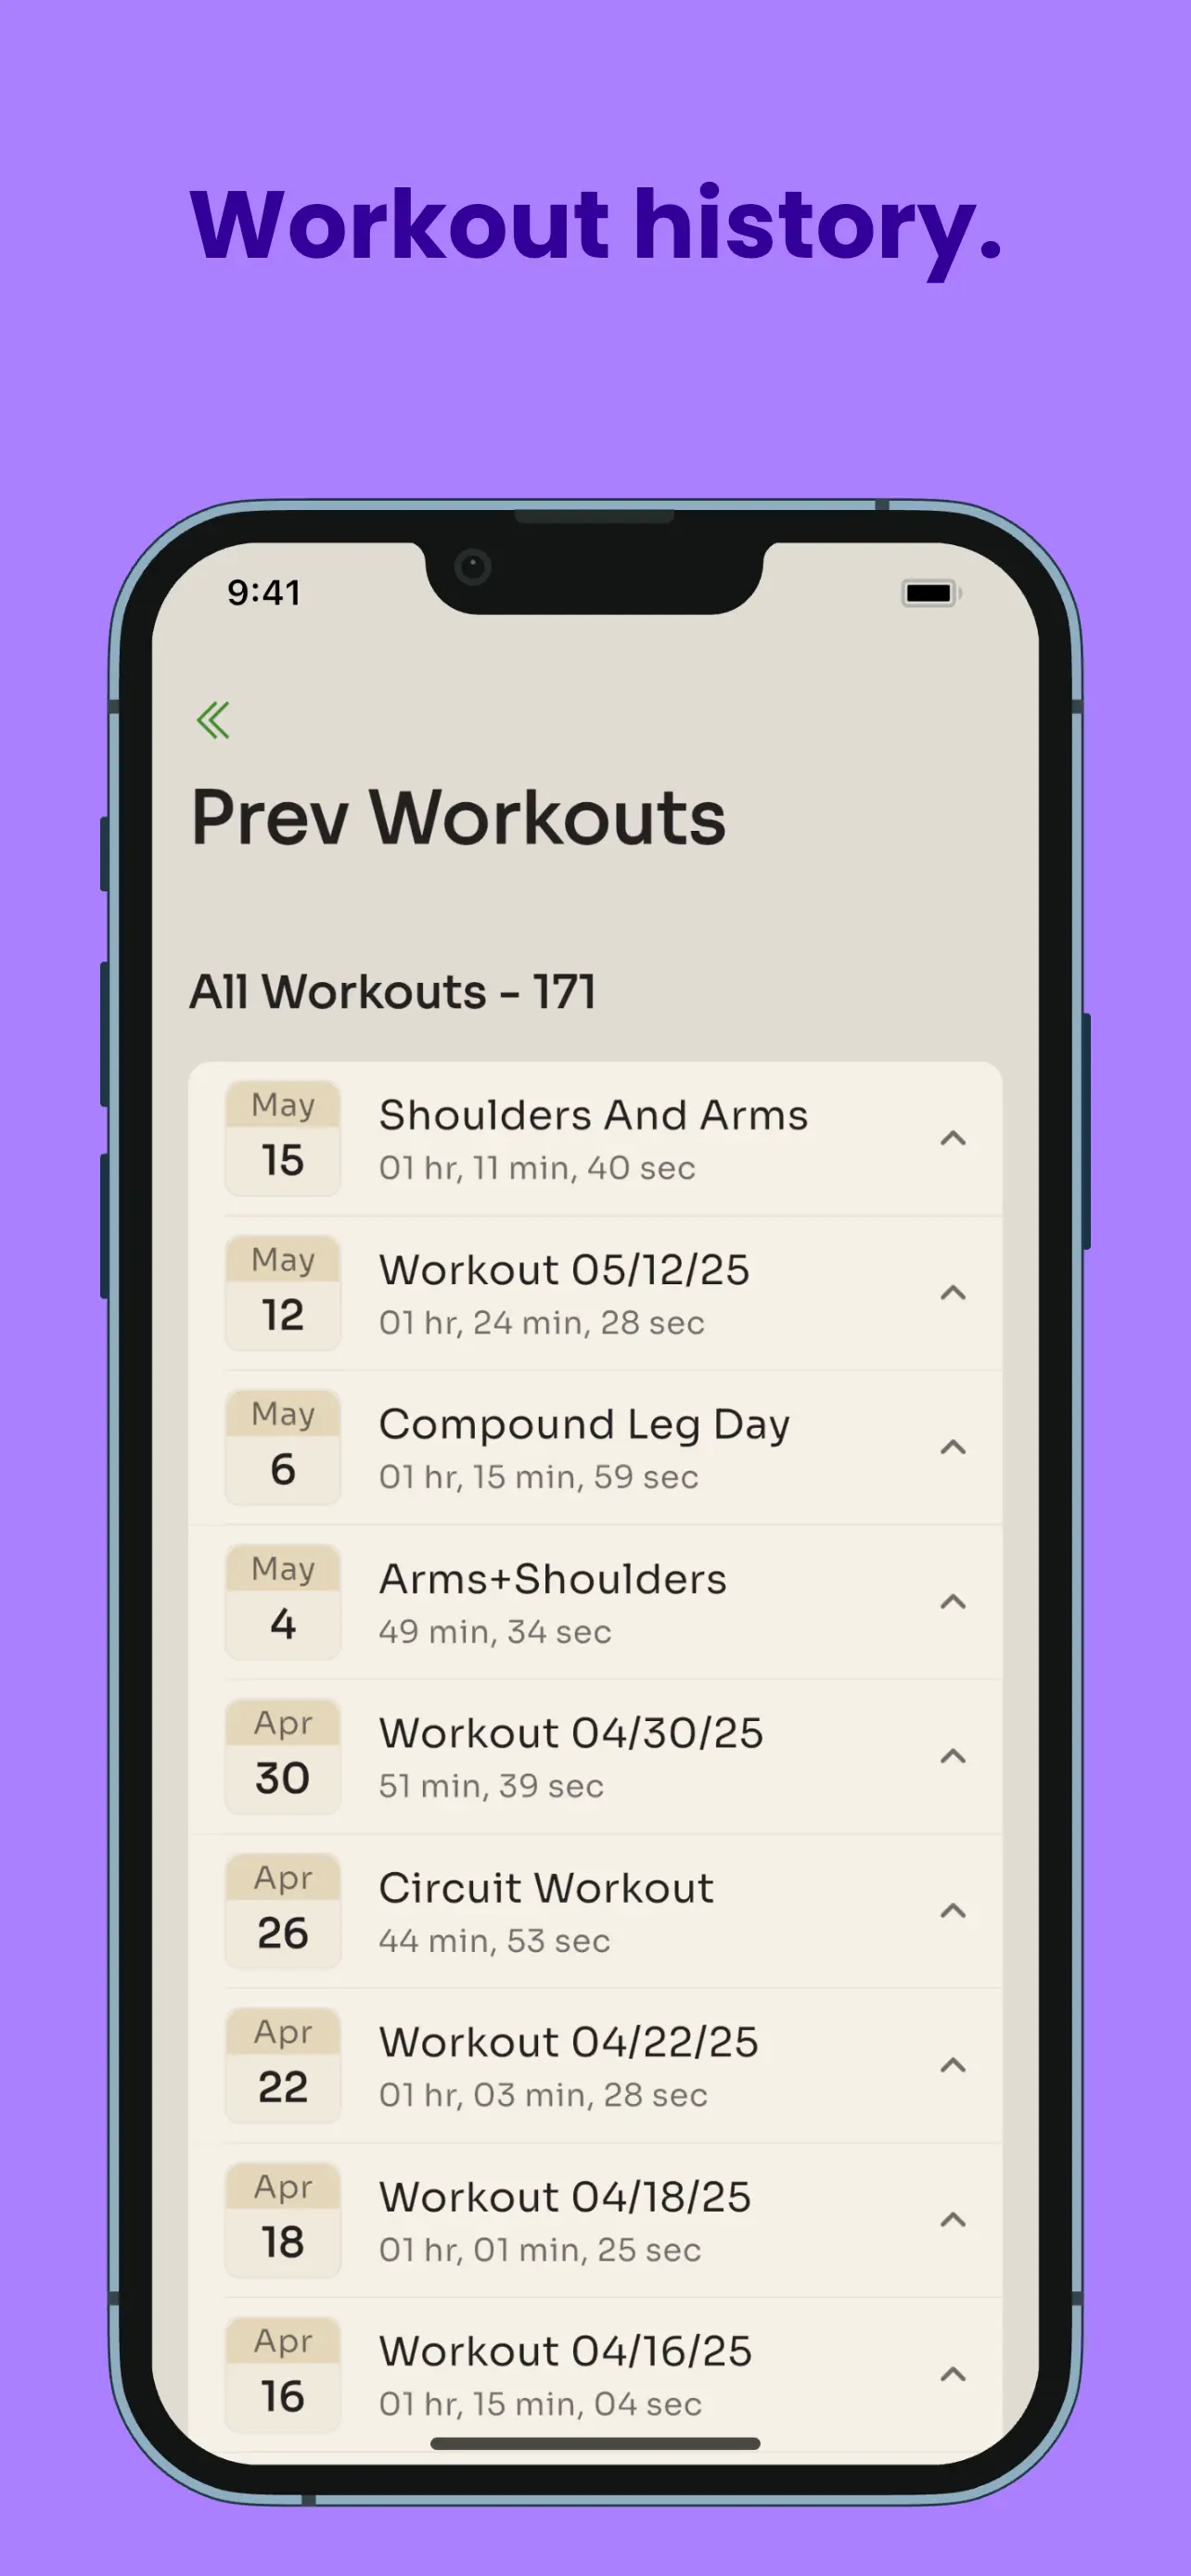 Workout history.
9:41
Prev Workouts
All Workouts - 171
May
15
Shoulders And Arms
01 hr, 11 min, 40 sec
May
12
Workout 05/12/25
01 hr, 24 min, 28 sec
May
6
Compound Leg Day
01 hr, 15 min, 59 sec
May
4
Arms+Shoulders
49 min, 34 sec
Apr
30
Workout 04/30/25
51 min, 39 sec
Apr
26
Circuit Workout
44 min, 53 sec
Apr
22
Workout 04/22/25
01 hr, 03 min, 28 sec
Apr
18
Workout 04/18/25
01 hr, 01 min, 25 sec
Apr
16
Workout 04/16/25
01 hr, 15 min, 04 sec